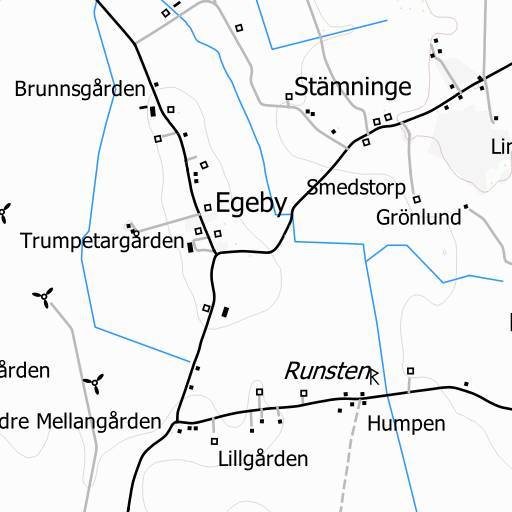 Stämninge
Brunnsgården
Lin
Smedstorp
Egeby
Grönlund
Trumpetargården
ården
Runsten
dre Mellangården
Humpen
Lillgården